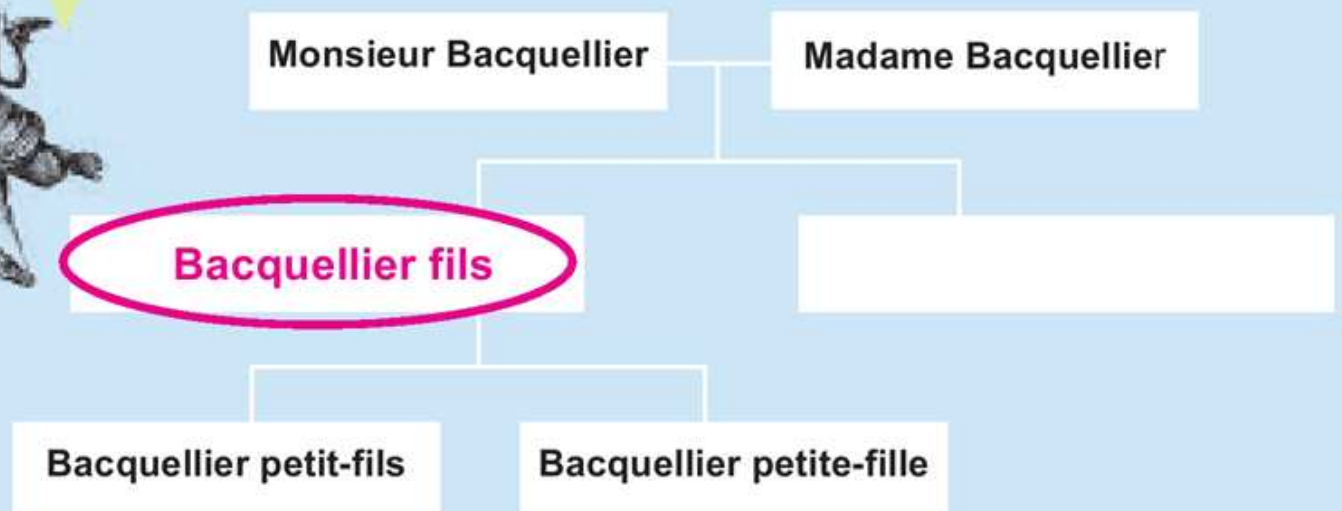 Monsieur Bacquellier
Madame Bacquellier
Bacquellier fils
Bacquellier petit-fils
Bacquellier petite-fille